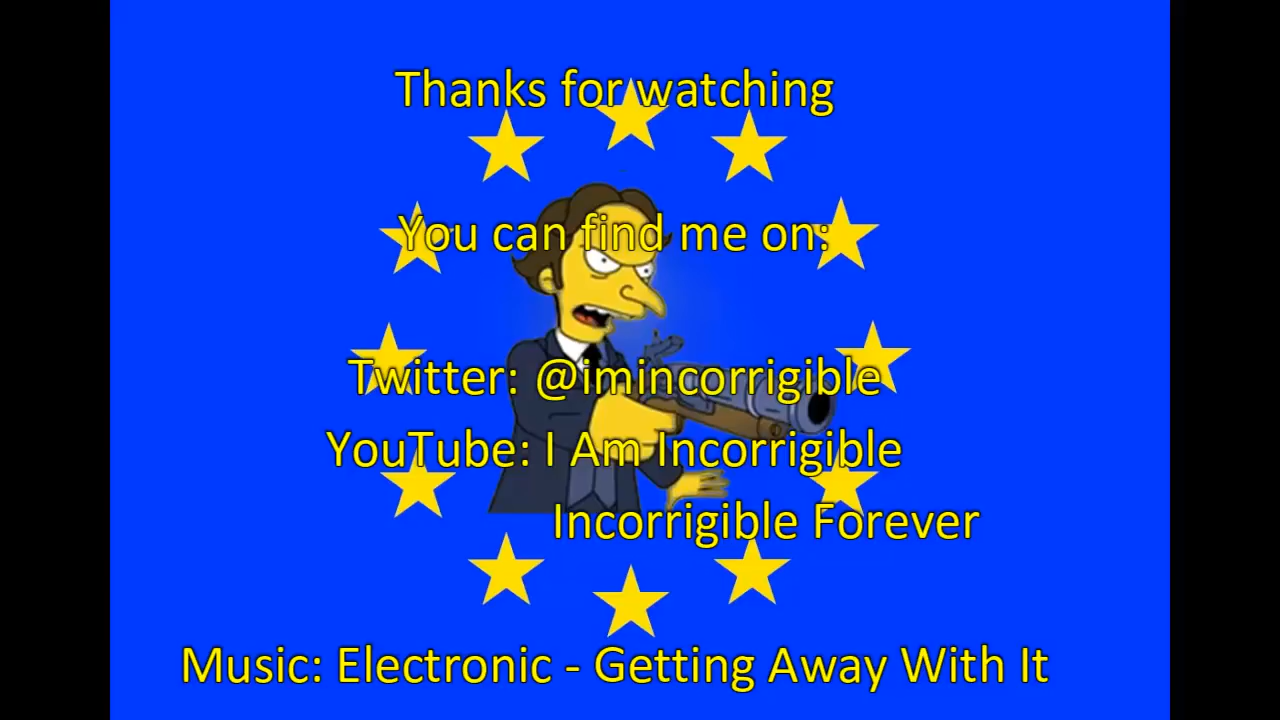 Thanks for watching
You can find me on:
Twitter: @imincorrigible
YouTube: I Am Incorrigible
Incorrigible Forever
Music: Electronic - Getting Away With It